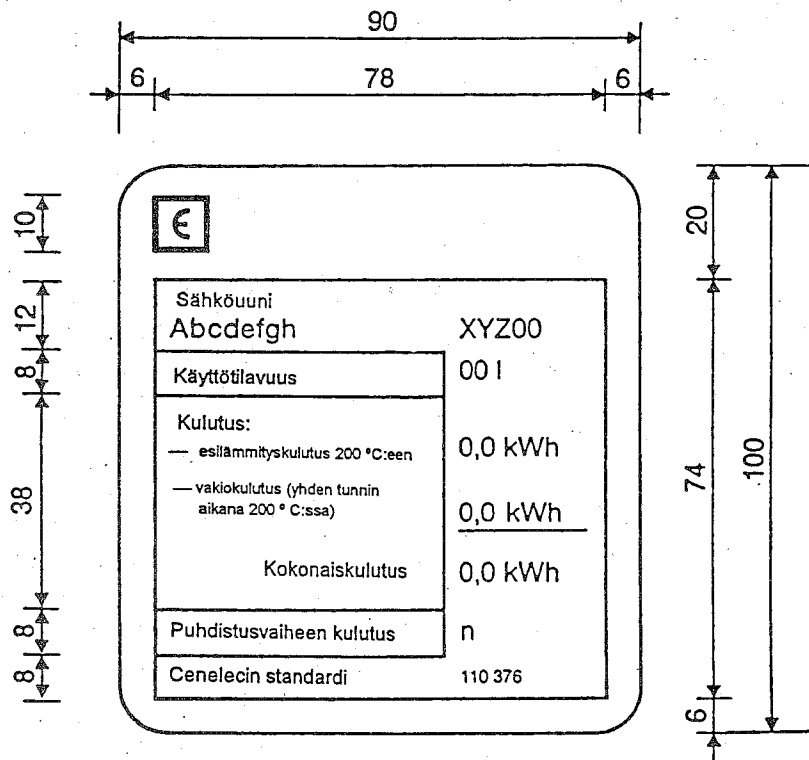 90
6 78 6
10
20
Є
12
Sähköuuni
Abcdefgh XYZ00
8
Käyttötilavuus 00 l
38
Kulutus:
— esilämmityskulutus 200 °C:een 0,0 kWh
— vakiokulutus (yhden tunnin
aikana 200 ° C:ssa) 0,0 kWh
74
100
Kokonaiskulutus 0,0 kWh
8
Puhdistusvaiheen kulutus n
8
Cenelecin standardi 110 376
6